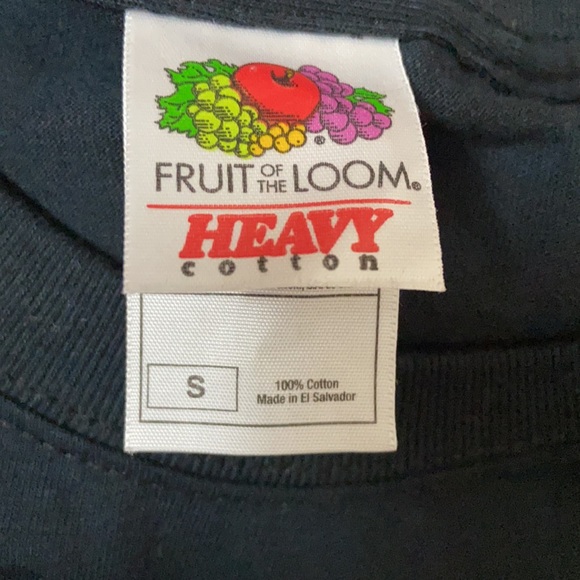 FRUIT OF THE LOOM®
HEAVY
cotton
S
100% Cotton
Made in El Salvador